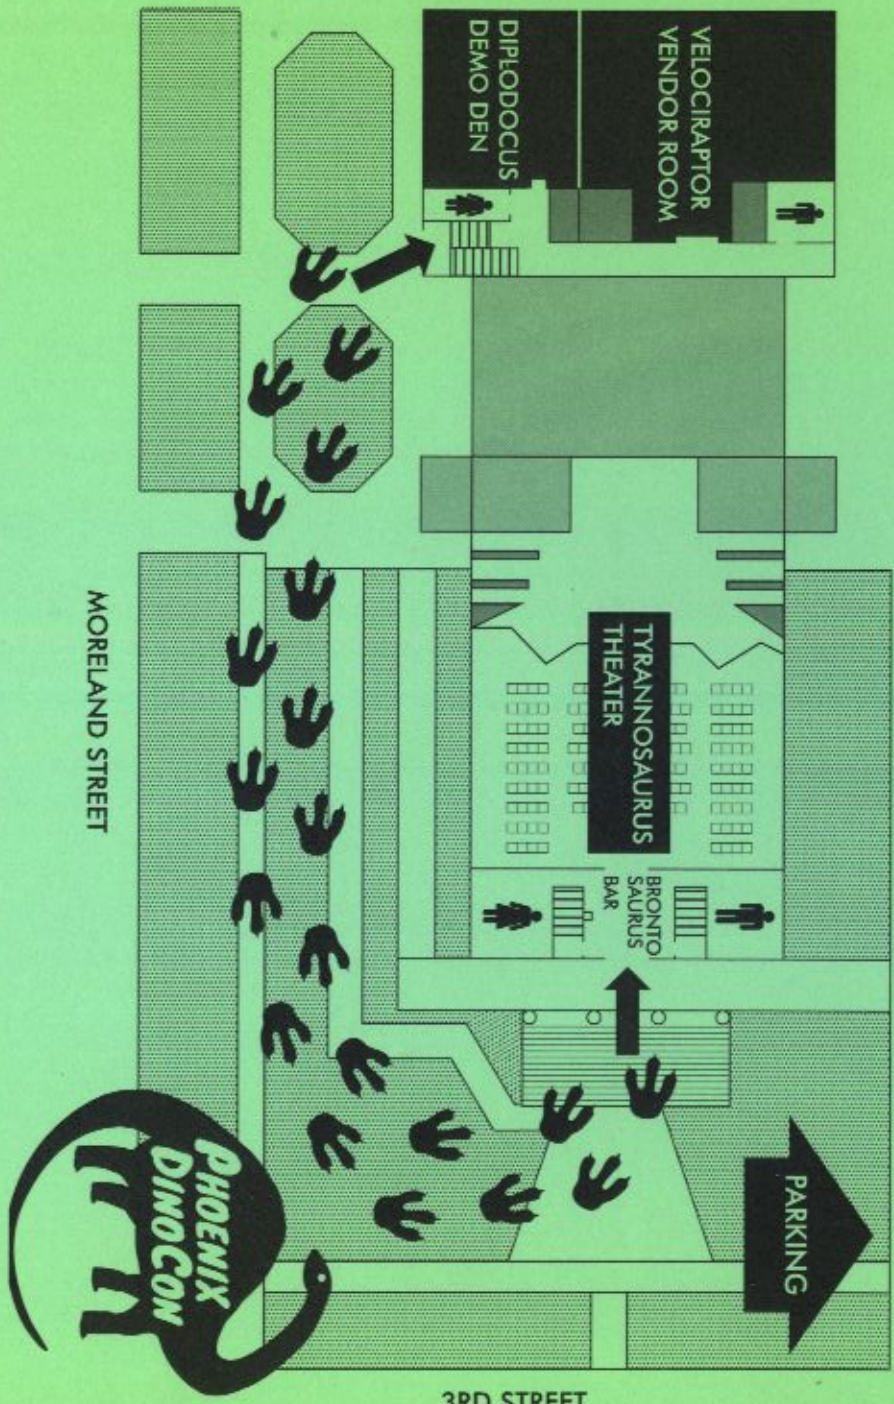 VELOCIRAPTOR
VENDOR ROOM
DIPLODOCUS
DEMO DEN
TYRANNOSAURUS
THEATER
BRONTO
SAURUS
BAR
PARKING
MORELAND STREET
3RD STREET
PHOENIX
DINOCON